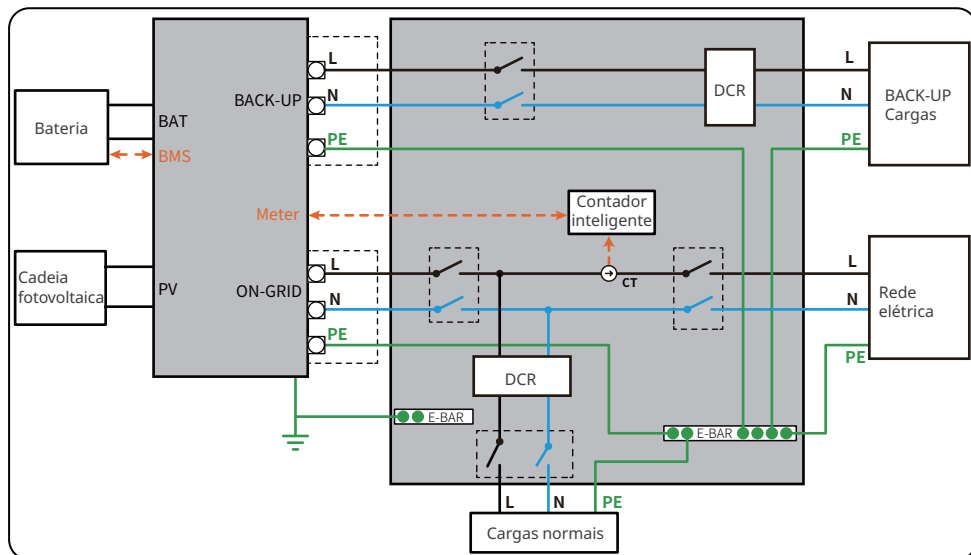 L
BACK-UP
N
PE
DCR
L
N
PE
BACK-UP
Cargas
Bateria
BAT
BMS
Meter
Contador
inteligente
CT
Cadeia
fotovoltaica
PV
ON-GRID
L
N
PE
L
N
PE
Rede
elétrica
DCR
E-BAR
E-BAR
L
N
PE
Cargas normais